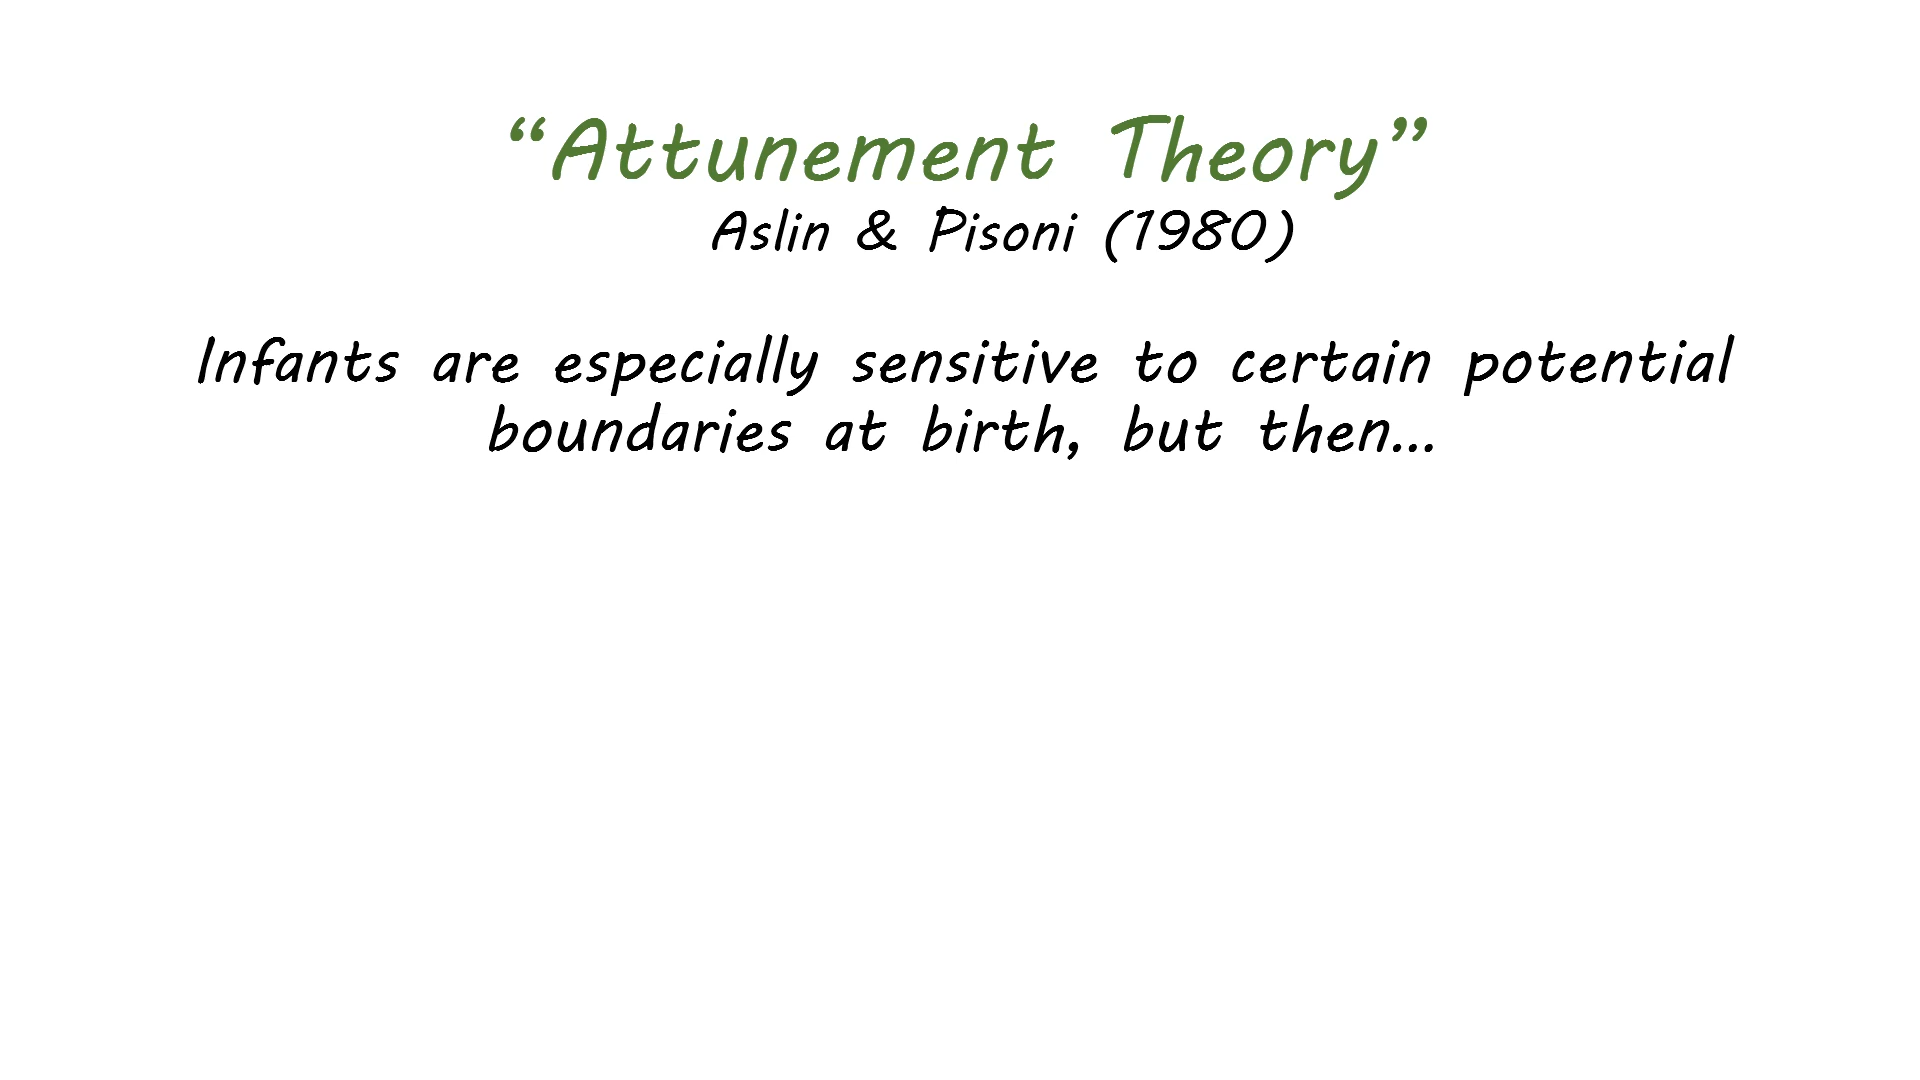 “Attunement Theory”
Aslin & Pisoni (1980)
Infants are especially sensitive to certain potential
boundaries at birth, but then...